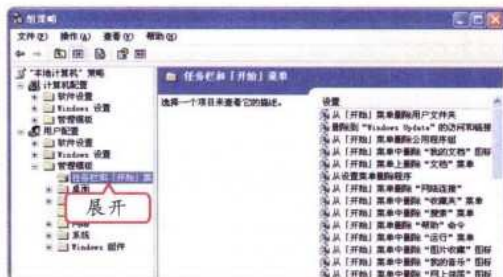 组策略
文件(F) 操作(A) 查看(V) 帮助(H)
"本地计算机" 策略
计算机配置
软件设置
Windows 设置
管理模板
用户配置
软件设置
Windows 设置
管理模板
任务栏和「开始」菜
桌面
展开
网络
系统
Windows 组件
任务栏和「开始」菜单
选择一个项目来查看它的描述。
设置
从「开始」菜单删除用户文件夹
删除到 "Windows Update" 的访问和链接
从「开始」菜单删除公用程序组
从「开始」菜单中删除 "我的文档" 图标
从「开始」菜单上删除 "文档" 菜单
从设置菜单删除程序
从「开始」菜单删除 "网络连接"
从「开始」菜单中删除 "收藏夹" 菜单
从「开始」菜单中删除 "搜索" 菜单
从「开始」菜单删除 "帮助" 命令
从「开始」菜单中删除 "运行" 菜单
从「开始」菜单中删除 "图片收藏" 图标
从「开始」菜单中删除 "我的音乐" 图标
从「开始」菜单中删除 "网上邻居" 图标